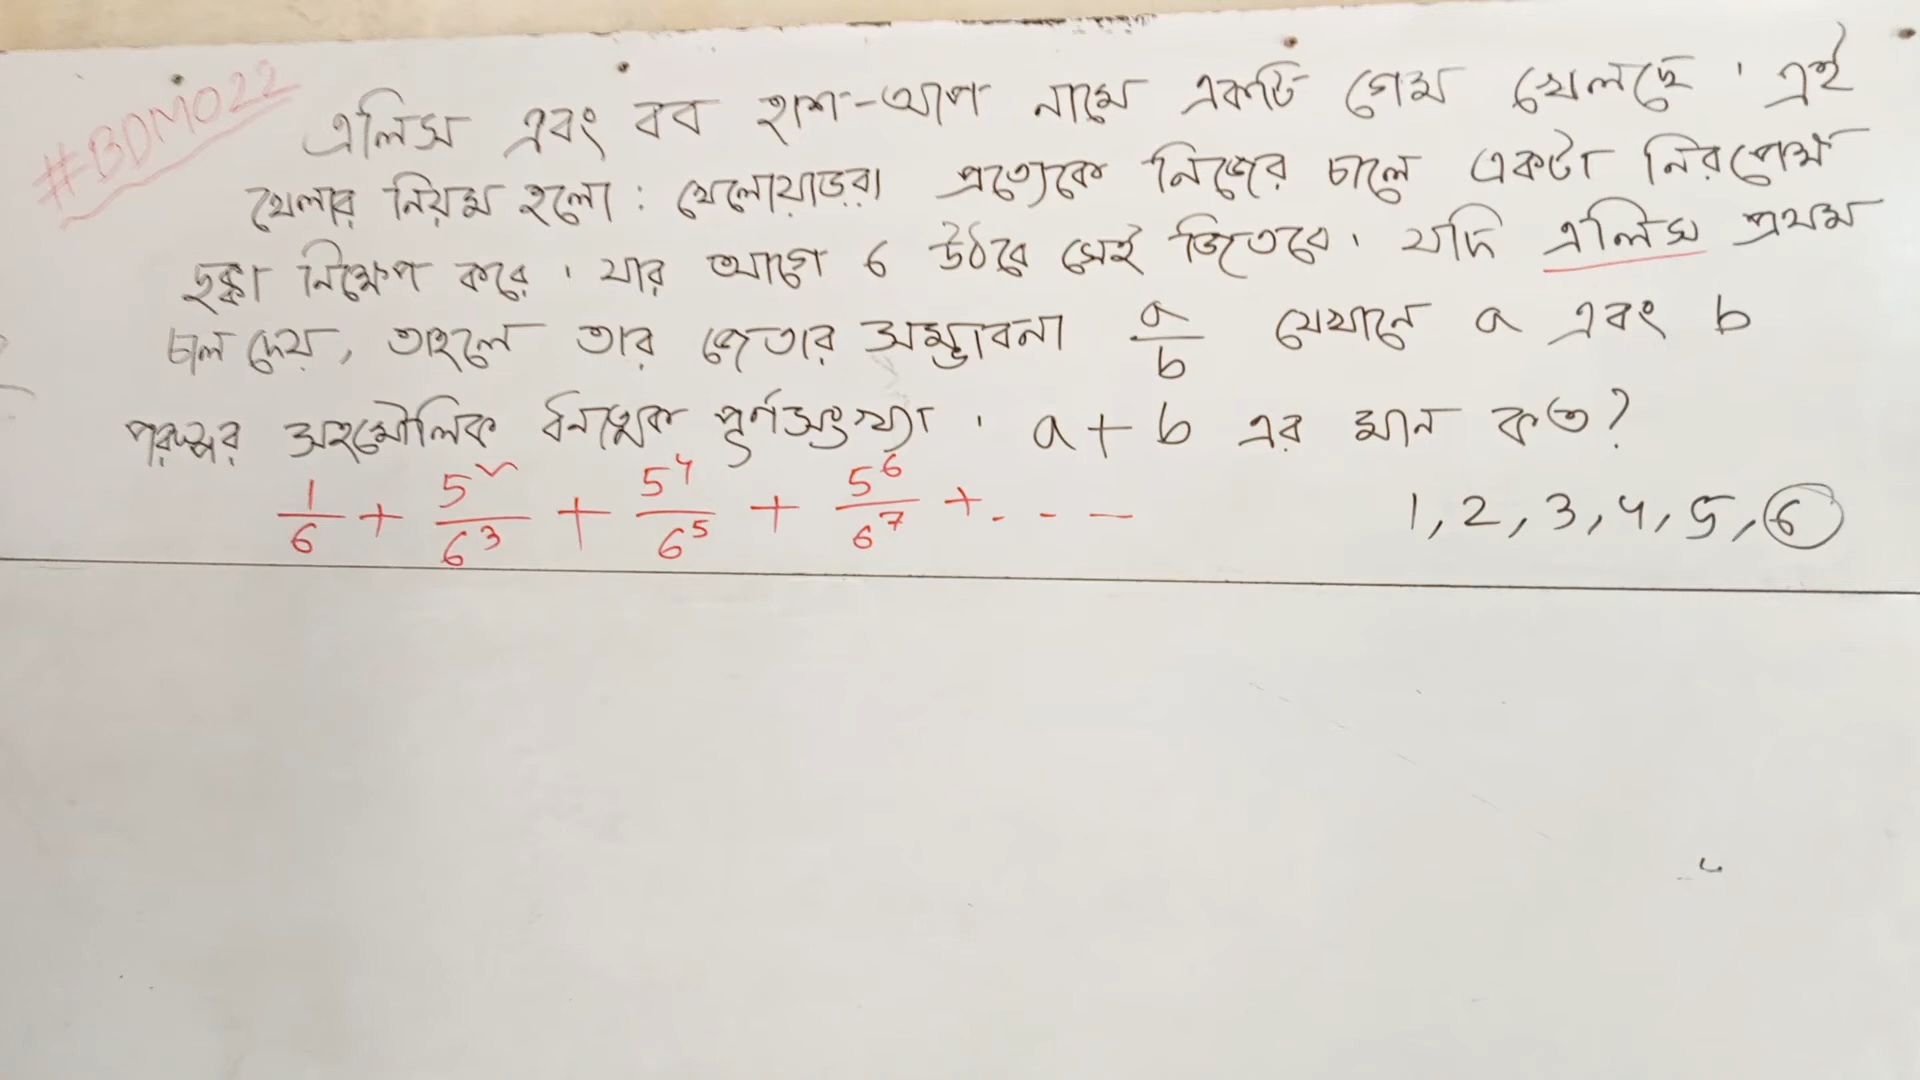 #BDMO22
এলিস এবং বব হাশ-আপ নামে একটি গেম খেলছে। এই
খেলার নিয়ম হলো: খেলোয়াড়রা প্রত্যেকে নিজের চালে একটা নিরপেক্ষ
ছক্কা নিক্ষেপ করে। যার আগে 6 উঠবে সেই জিতবে। যদি এলিস প্রথম
চাল দেয়, তাহলে তার জেতার সম্ভাবনা a/b যেখানে a এবং b
পরস্পর সহমৌলিক ধনাত্মক পূর্ণসংখ্যা। a+b এর মান কত?
1/6 + 5²/6³ + 5⁴/6⁵ + 5⁶/6⁷ + - - - 1, 2, 3, 4, 5, 6